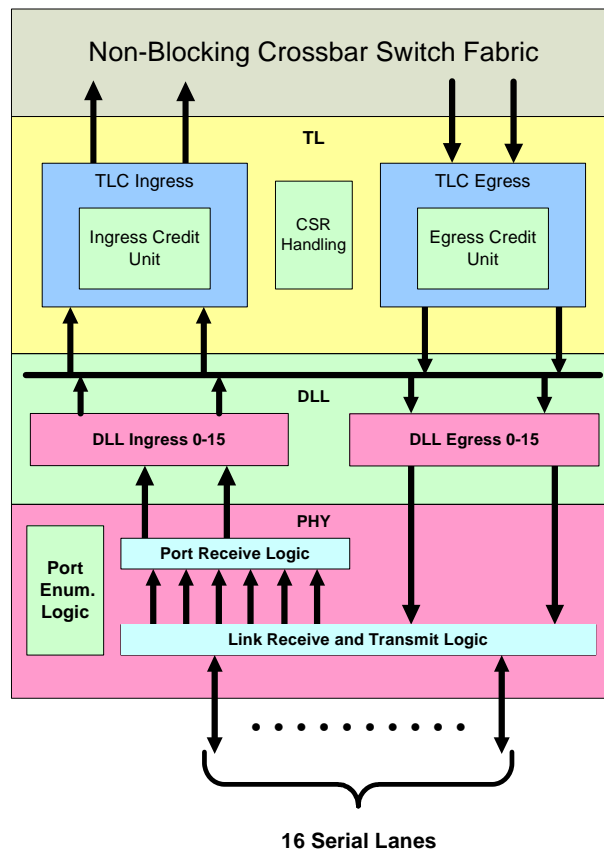 Non-Blocking Crossbar Switch Fabric
TL
TLC Ingress
Ingress Credit
Unit
CSR
Handling
TLC Egress
Egress Credit
Unit
DLL
DLL Ingress 0-15
DLL Egress 0-15
PHY
Port
Enum.
Logic
Port Receive Logic
Link Receive and Transmit Logic
16 Serial Lanes